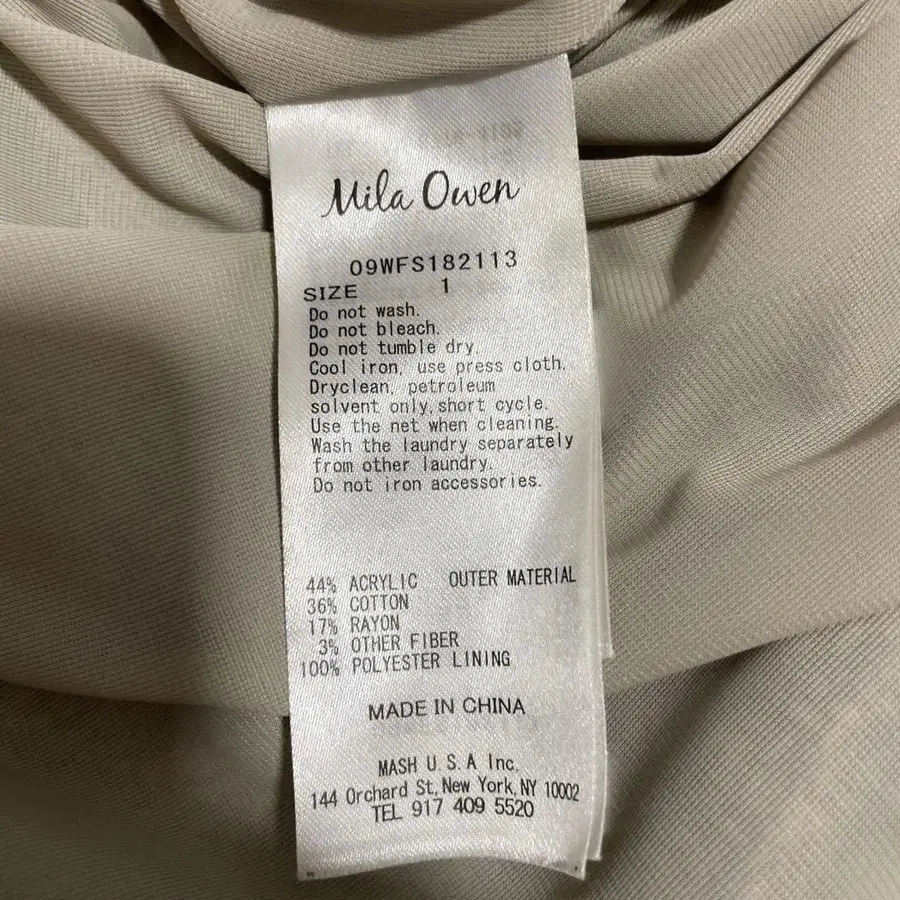 Mila Owen
09WFS182113
SIZE 1
Do not wash.
Do not bleach.
Do not tumble dry.
Cool iron, use press cloth.
Dryclean, petroleum
solvent only, short cycle.
Use the net when cleaning.
Wash the laundry separately
from other laundry.
Do not iron accessories.
44% ACRYLIC OUTER MATERIAL
36% COTTON
17% RAYON
3% OTHER FIBER
100% POLYESTER LINING
MADE IN CHINA
MASH U.S.A Inc.
144 Orchard St, New York, NY 10002
TEL 917 409 5520